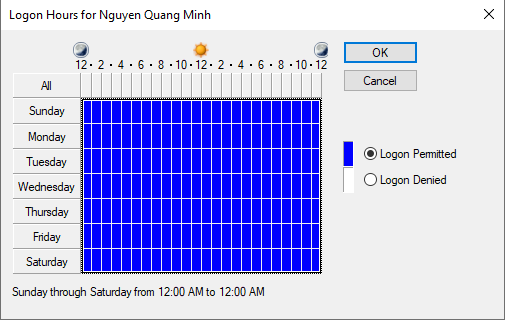 Logon Hours for Nguyen Quang Minh
OK
12 · 2 · 4 · 6 · 8 · 10 · 12 · 2 · 4 · 6 · 8 · 10 · 12
Cancel
All
Sunday
Monday
Tuesday
Logon Permitted
Wednesday
Logon Denied
Thursday
Friday
Saturday
Sunday through Saturday from 12:00 AM to 12:00 AM